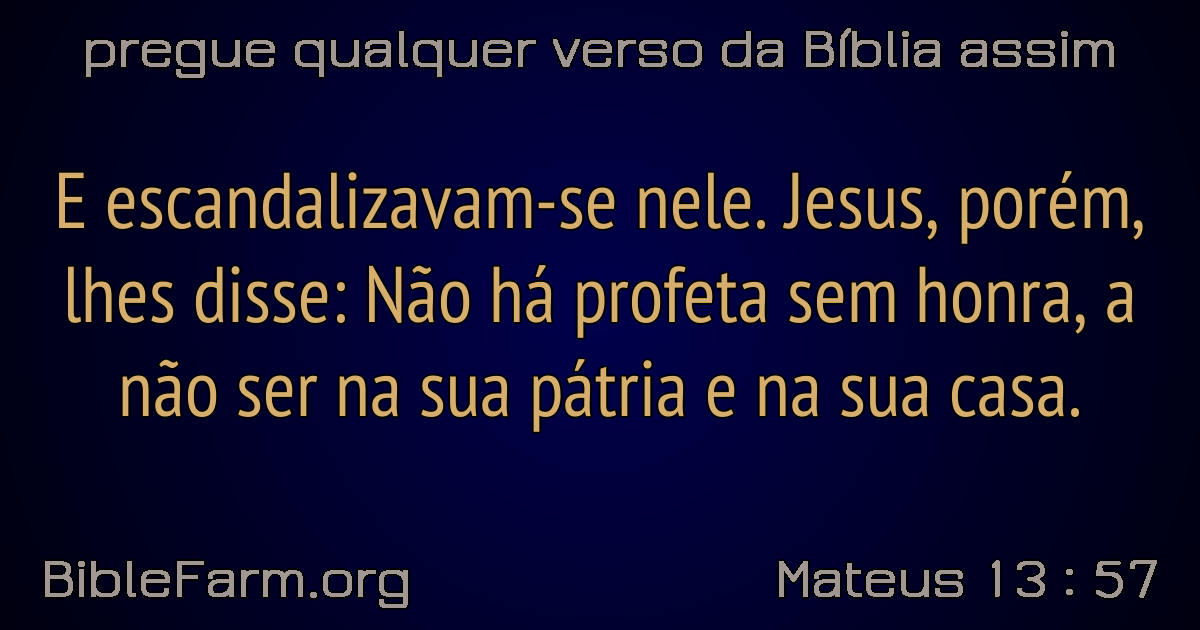 pregue qualquer verso da Bíblia assim
E escandalizavam-se nele. Jesus, porém,
lhes disse: Não há profeta sem honra, a
não ser na sua pátria e na sua casa.
BibleFarm.org
Mateus 13 : 57